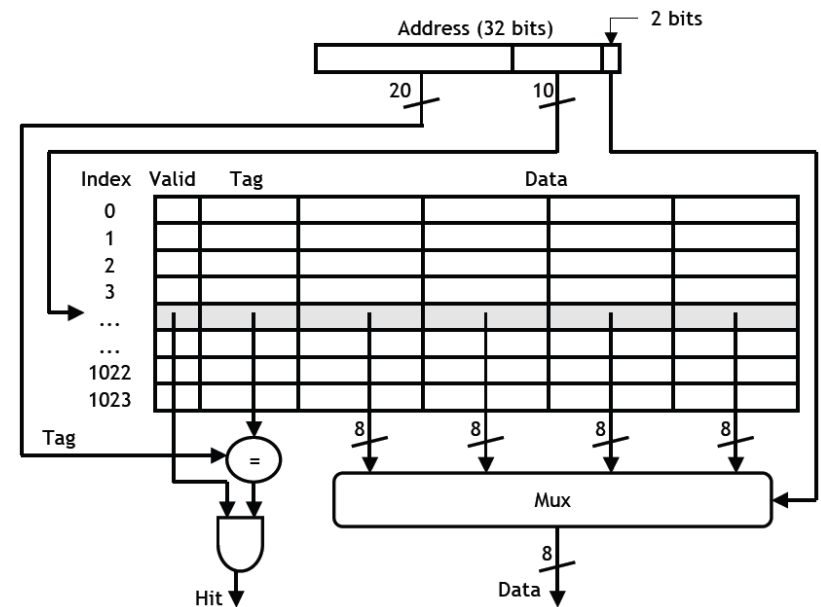 2 bits
Address (32 bits)
20
10
Index Valid Tag Data
0
1
2
3
...
...
1022
1023
8 8 8 8
Tag
=
Mux
8
Data
Hit